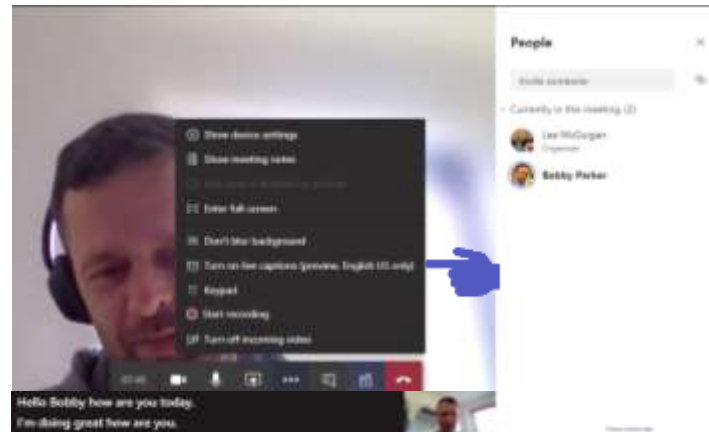 People
Invite someone
Currently in this meeting (2)
Lee McGuigan
Organiser
Bobby Parker
Show device settings
Show meeting notes
Enter full screen
Don't blur background
Turn on live captions (preview, English US only)
Keypad
Start recording
Turn off incoming video
Hello Bobby how are you today.
I'm doing great how are you.